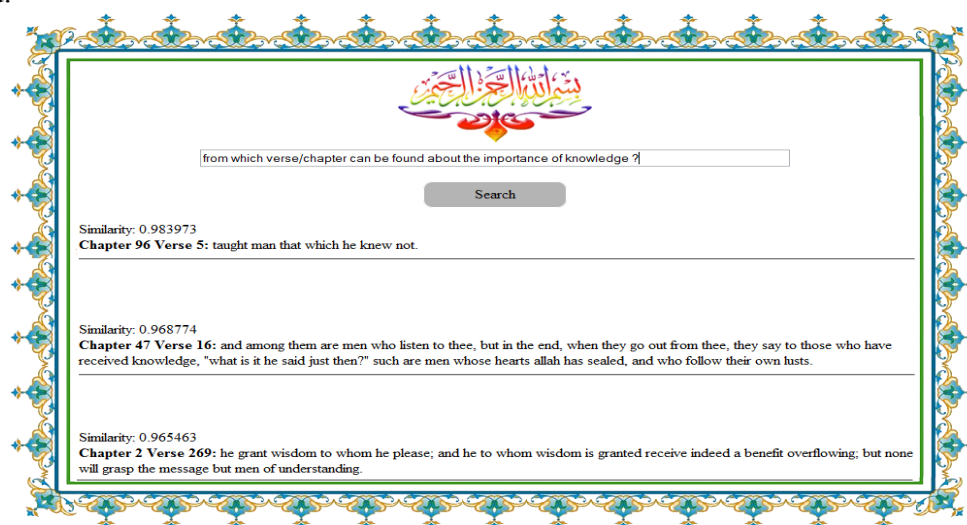 بسم الله الرحمن الرحيم
from which verse/chapter can be found about the importance of knowledge ?
Search
Similarity: 0.983973
Chapter 96 Verse 5: taught man that which he knew not.
Similarity: 0.968774
Chapter 47 Verse 16: and among them are men who listen to thee, but in the end, when they go out from thee, they say to those who have
received knowledge, "what is it he said just then?" such are men whose hearts allah has sealed, and who follow their own lusts.
Similarity: 0.965463
Chapter 2 Verse 269: he grant wisdom to whom he please; and he to whom wisdom is granted receive indeed a benefit overflowing; but none
will grasp the message but men of understanding.